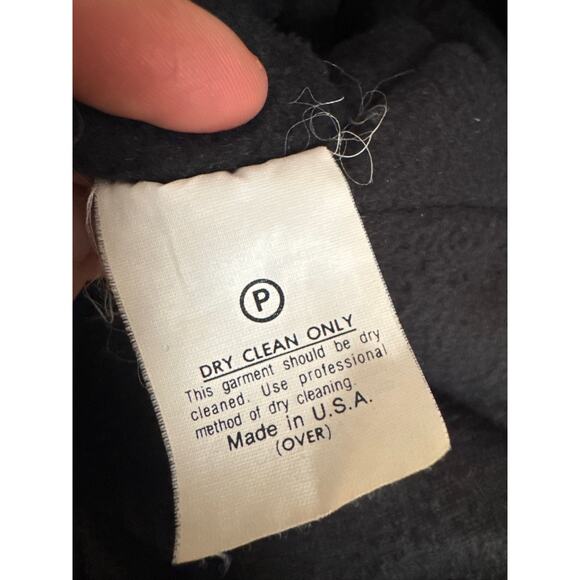 P
DRY CLEAN ONLY
This garment should be dry
cleaned. Use professional
method of dry cleaning.
Made in U.S.A.
(OVER)